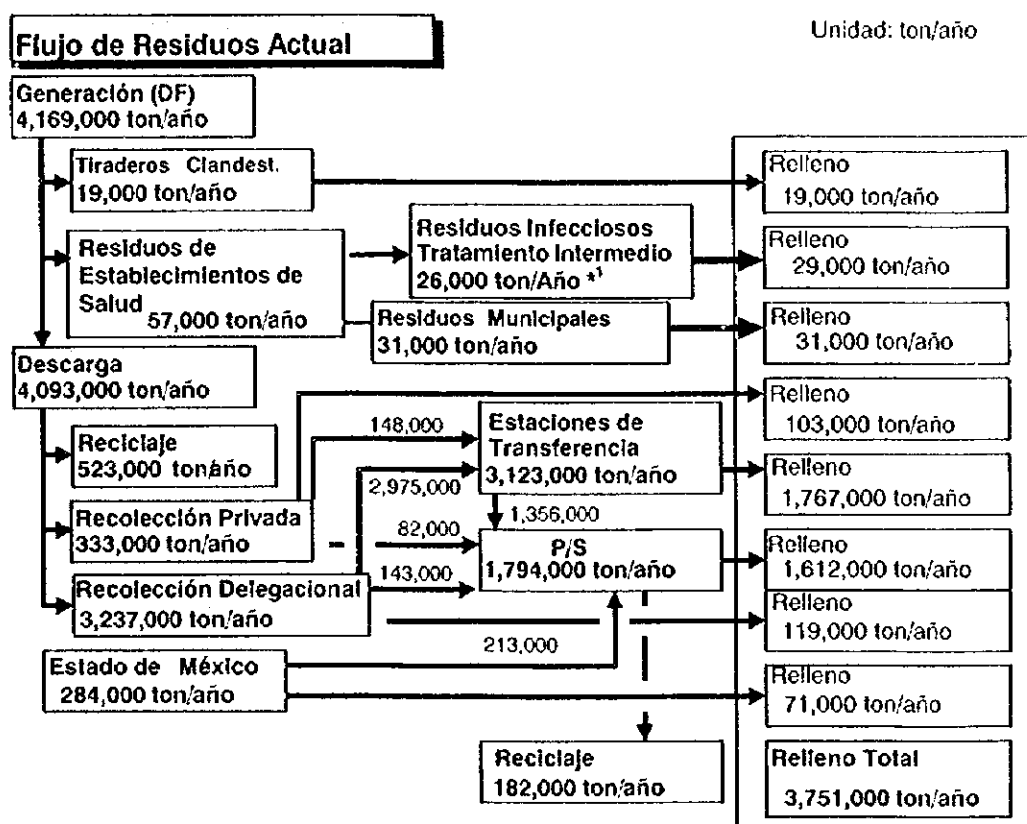 Flujo de Residuos Actual
Unidad: ton/año
Generación (DF)
4,169,000 ton/año
Tiraderos Clandest.
19,000 ton/año
Relleno
19,000 ton/año
Residuos de
Establecimientos de
Salud
57,000 ton/año
Residuos Infecciosos
Tratamiento Intermedio
26,000 ton/Año *1
Relleno
29,000 ton/año
Residuos Municipales
31,000 ton/año
Relleno
31,000 ton/año
Descarga
4,093,000 ton/año
Relleno
103,000 ton/año
Reciclaje
523,000 ton/año
148,000
Estaciones de
Transferencia
3,123,000 ton/año
2,975,000
Relleno
1,767,000 ton/año
Recolección Privada
333,000 ton/año
82,000
1,356,000
P/S
1,794,000 ton/año
Relleno
1,612,000 ton/año
Recolección Delegacional
3,237,000 ton/año
143,000
Relleno
119,000 ton/año
Estado de México
284,000 ton/año
213,000
Relleno
71,000 ton/año
Reciclaje
182,000 ton/año
Relleno Total
3,751,000 ton/año